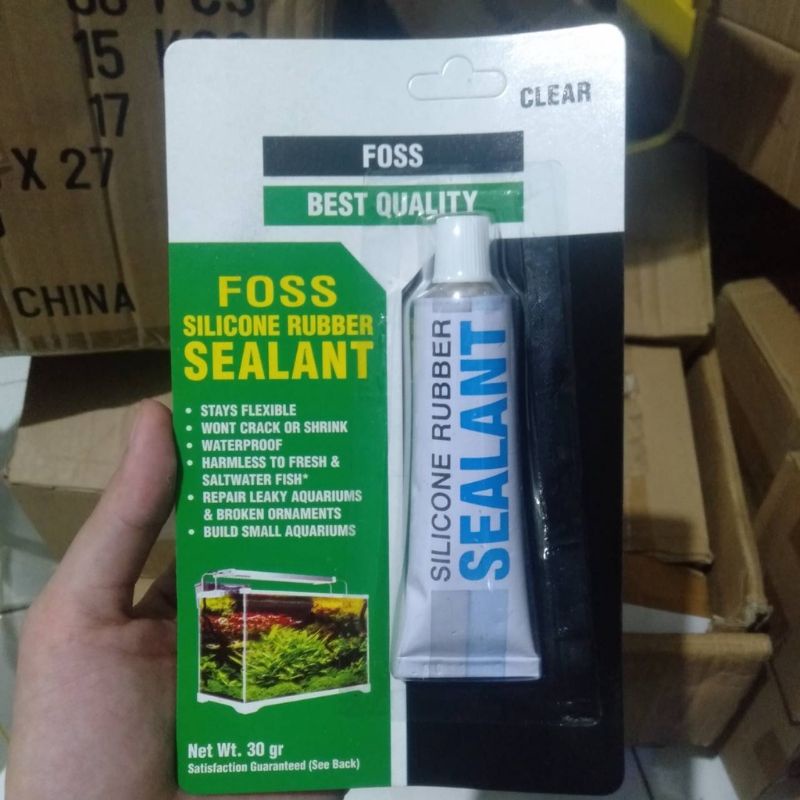 15
17
X 27
CHINA
CLEAR
FOSS
BEST QUALITY
FOSS
SILICONE RUBBER
SEALANT
• STAYS FLEXIBLE
• WONT CRACK OR SHRINK
• WATERPROOF
• HARMLESS TO FRESH &
SALTWATER FISH*
• REPAIR LEAKY AQUARIUMS
& BROKEN ORNAMENTS
• BUILD SMALL AQUARIUMS
Net Wt. 30 gr
Satisfaction Guaranteed (See Back)
SILICONE RUBBER
SEALANT